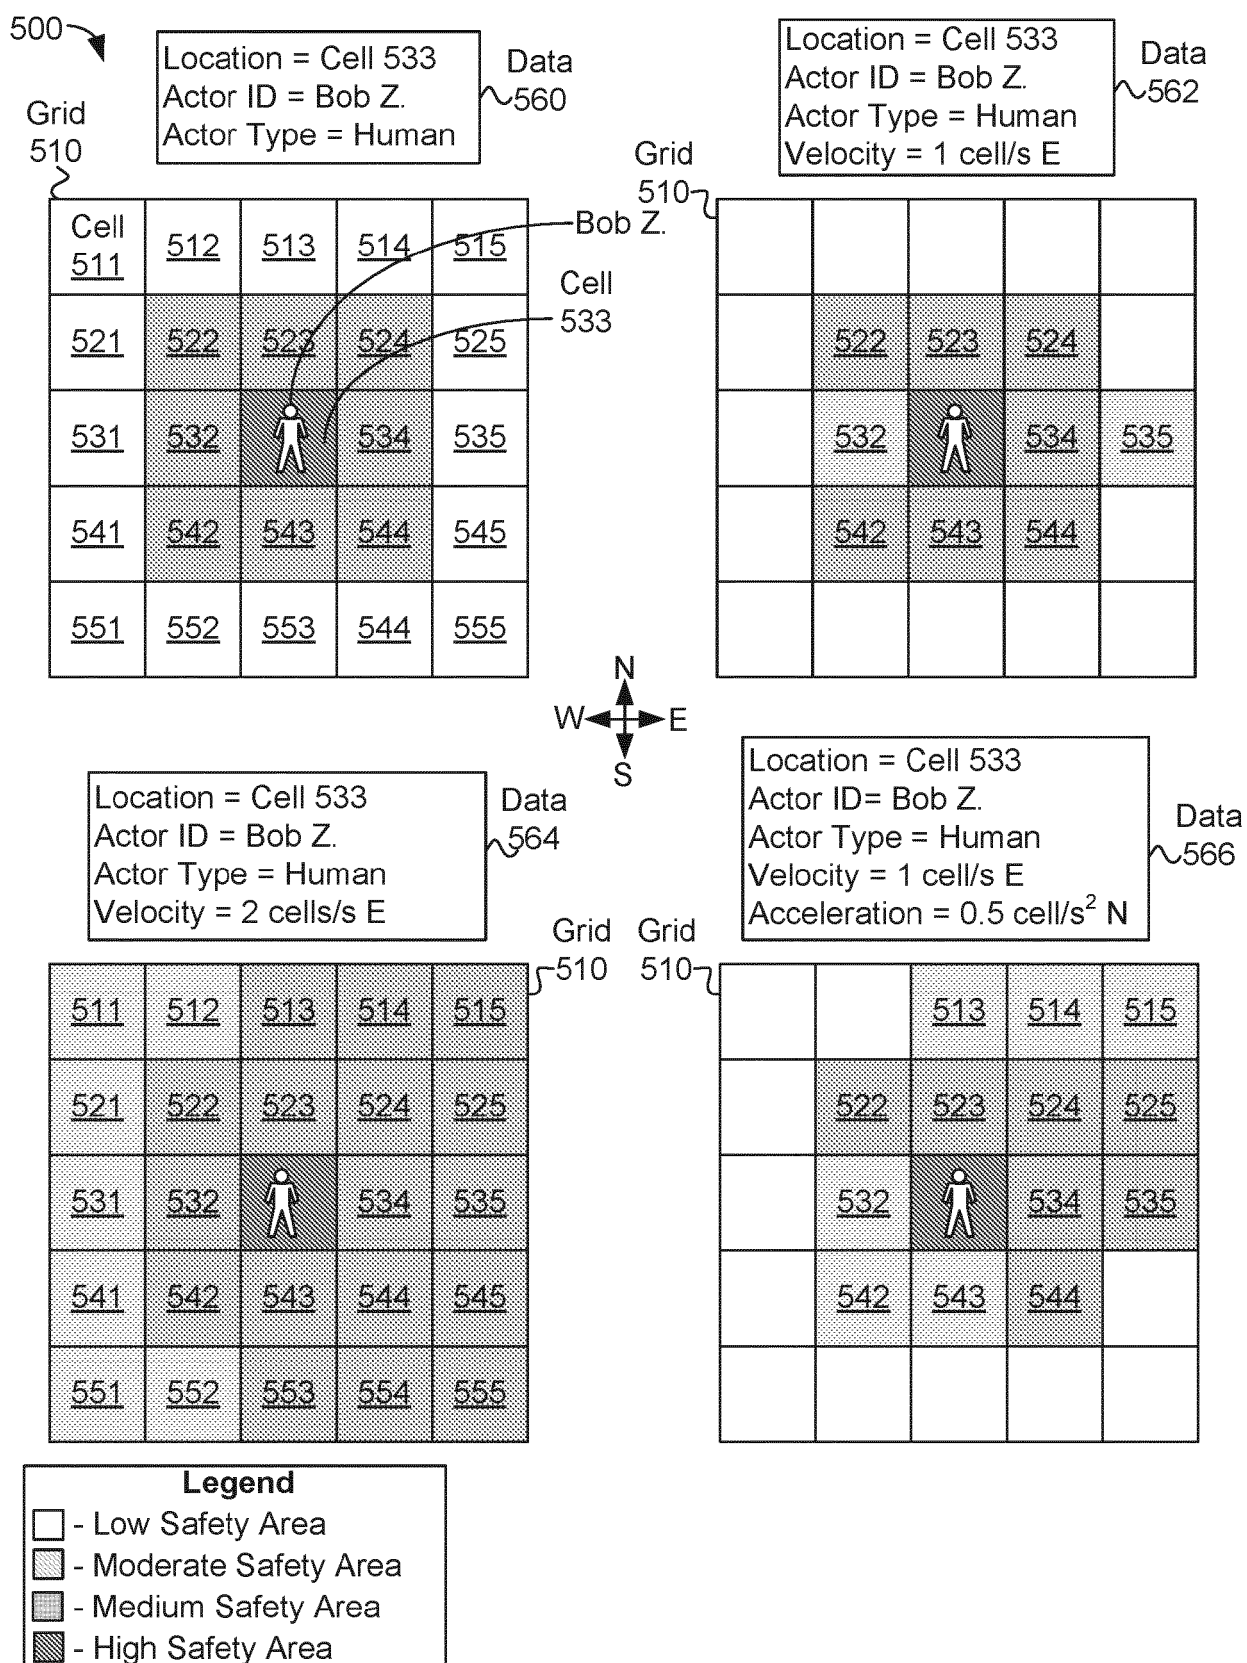 500
Location = Cell 533
Actor ID = Bob Z.
Actor Type = Human
Data
560
Location = Cell 533
Actor ID = Bob Z.
Actor Type = Human
Velocity = 1 cell/s E
Data
562
Grid
510
Grid
510
Cell
511
512
513
514
515
Bob Z.
Cell
533
521
522
523
524
525
531
532
534
535
541
542
543
544
545
551
552
553
544
555
522
523
524
532
534
535
542
543
544
N
W
E
S
Location = Cell 533
Actor ID = Bob Z.
Actor Type = Human
Velocity = 2 cells/s E
Data
564
Location = Cell 533
Actor ID= Bob Z.
Actor Type = Human
Velocity = 1 cell/s E
Acceleration = 0.5 cell/s² N
Data
566
Grid
510
Grid
510
511
512
513
514
515
521
522
523
524
525
531
532
534
535
541
542
543
544
545
551
552
553
554
555
513
514
515
522
523
524
525
532
534
535
542
543
544
Legend
- Low Safety Area
- Moderate Safety Area
- Medium Safety Area
- High Safety Area